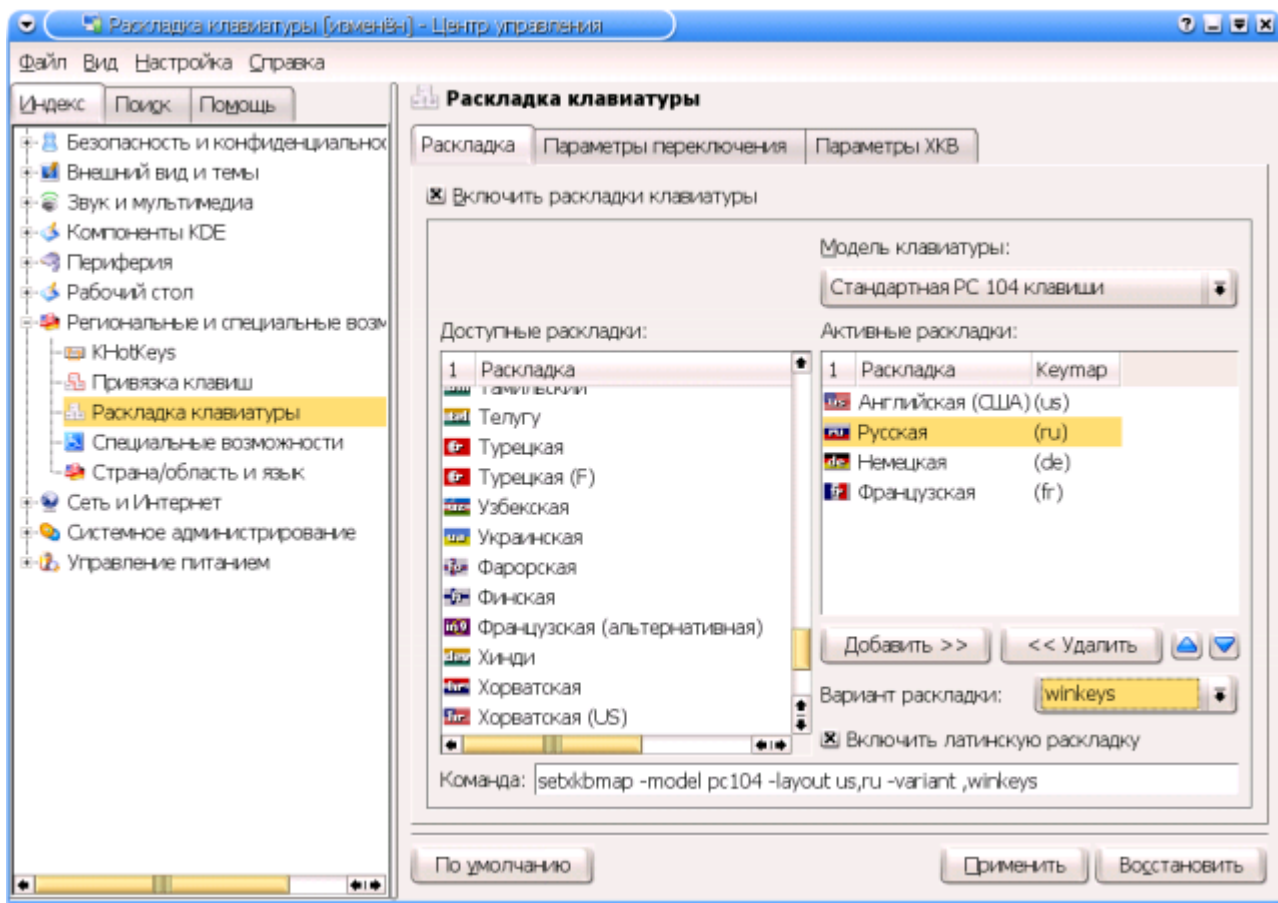 Раскладка клавиатуры [изменён] - Центр управления
Файл Вид Настройка Справка
Индекс Поиск Помощь
Безопасность и конфиденциальнос
Внешний вид и темы
Звук и мультимедиа
Компоненты KDE
Периферия
Рабочий стол
Региональные и специальные возм
KHotKeys
Привязка клавиш
Раскладка клавиатуры
Специальные возможности
Страна/область и язык
Сеть и Интернет
Системное администрирование
Управление питанием
Раскладка клавиатуры
Раскладка Параметры переключения Параметры XKB
Включить раскладки клавиатуры
Модель клавиатуры:
Стандартная PC 104 клавиши
Доступные раскладки:
1 Раскладка
Тамильский
Телугу
Турецкая
Турецкая (F)
Узбекская
Украинская
Фарорская
Финская
Французская (альтернативная)
Хинди
Хорватская
Хорватская (US)
Активные раскладки:
1 Раскладка Keymap
Английская (США) (us)
Русская (ru)
Немецкая (de)
Французская (fr)
Добавить >> << Удалить
Вариант раскладки: winkeys
Включить латинскую раскладку
Команда: setxkbmap -model pc104 -layout us,ru -variant ,winkeys
По умолчанию Применить Восстановить